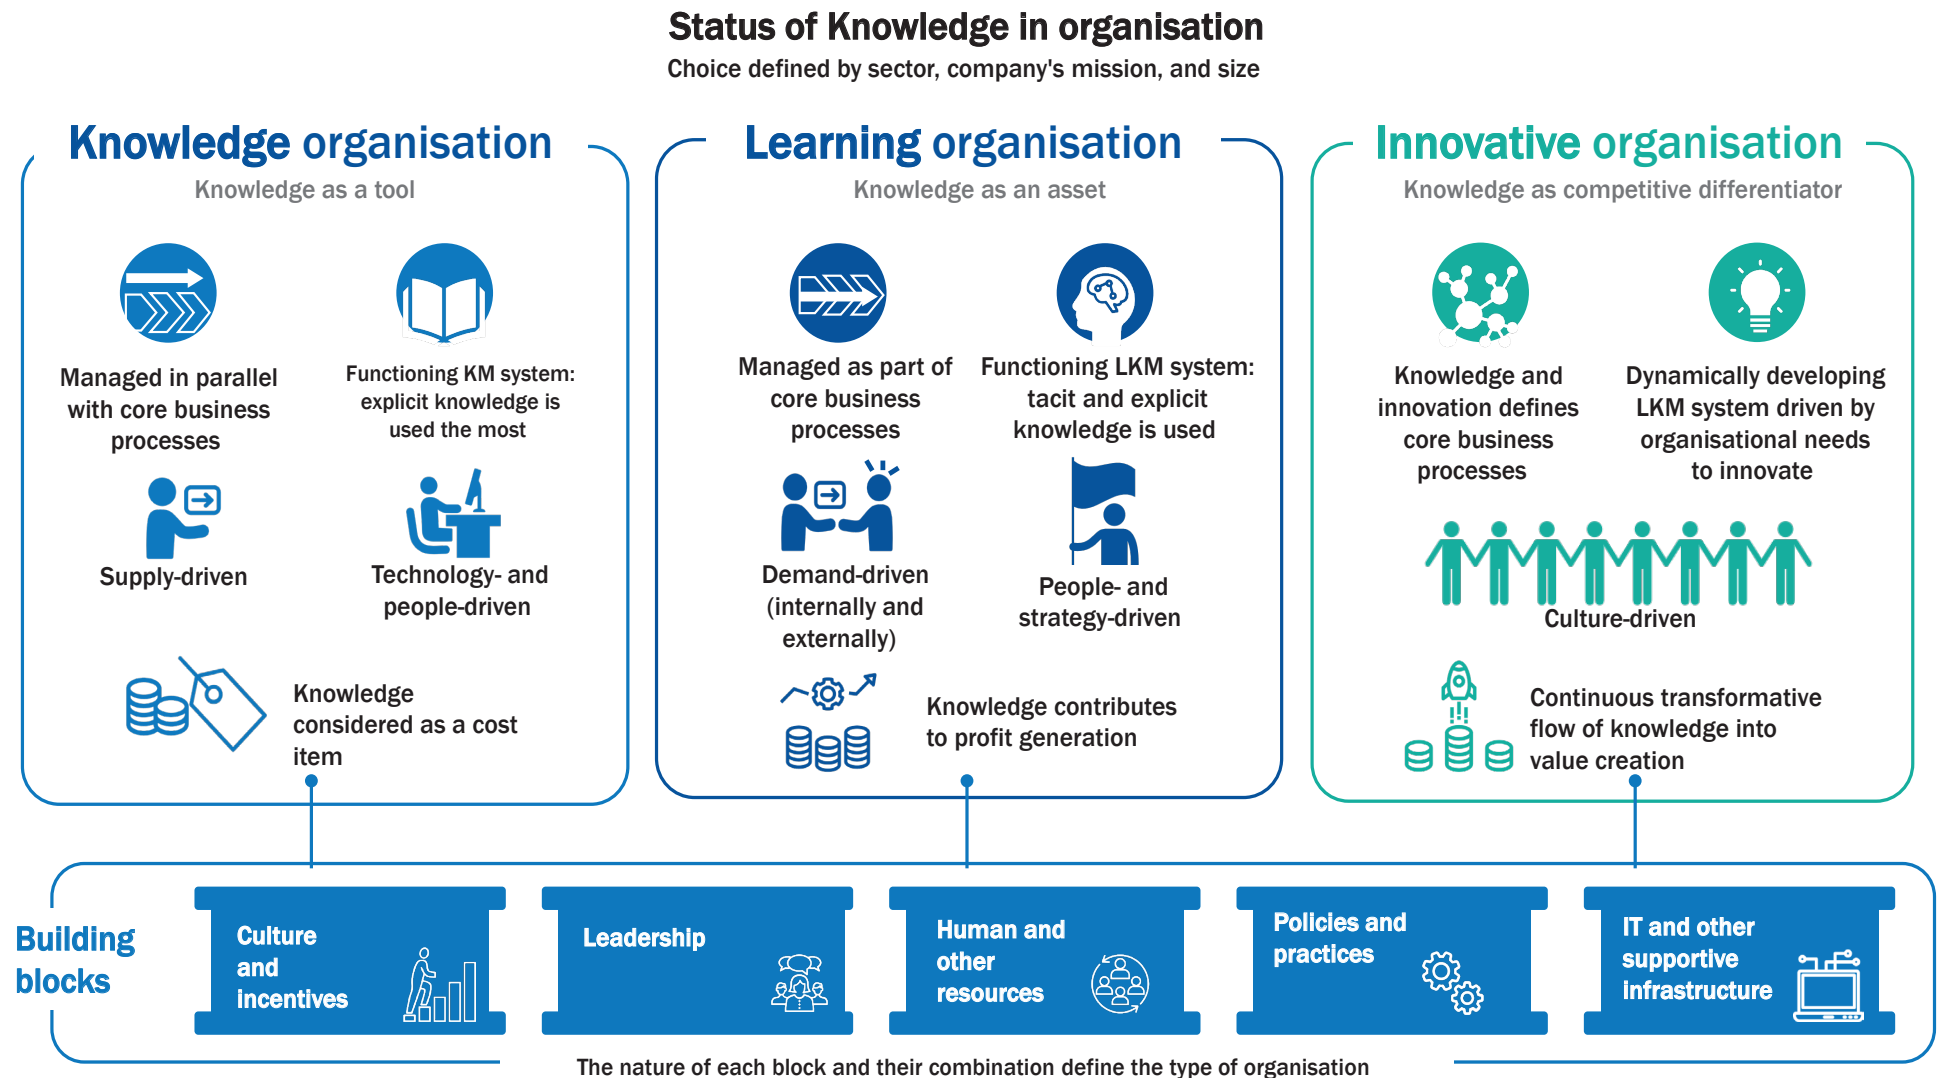 Status of Knowledge in organisation
Choice defined by sector, company's mission, and size
Knowledge organisation
Knowledge as a tool
Managed in parallel
with core business
processes
Functioning KM system:
explicit knowledge is
used the most
Supply-driven
Technology- and
people-driven
Knowledge
considered as a cost
item
Learning organisation
Knowledge as an asset
Managed as part of
core business
processes
Functioning LKM system:
tacit and explicit
knowledge is used
Demand-driven
(internally and
externally)
People- and
strategy-driven
Knowledge contributes
to profit generation
Innovative organisation
Knowledge as competitive differentiator
Knowledge and
innovation defines
core business
processes
Dynamically developing
LKM system driven by
organisational needs
to innovate
Culture-driven
Continuous transformative
flow of knowledge into
value creation
Building
blocks
Culture
and
incentives
Leadership
Human and
other
resources
Policies and
practices
IT and other
supportive
infrastructure
The nature of each block and their combination define the type of organisation